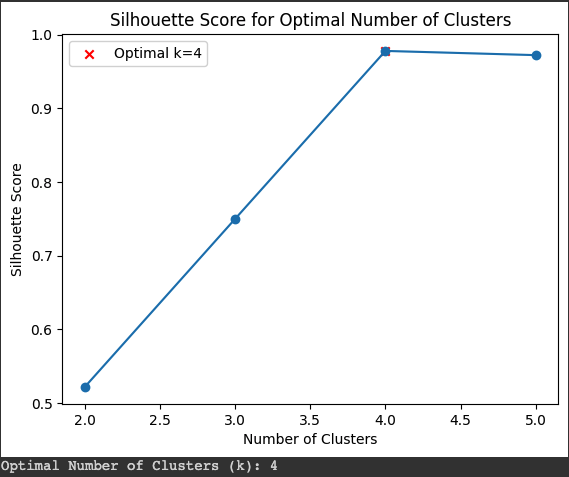 Silhouette Score for Optimal Number of Clusters
1.0
Optimal k=4
0.9
0.8
Silhouette Score
0.7
0.6
0.5
2.0 2.5 3.0 3.5 4.0 4.5 5.0
Number of Clusters
Optimal Number of Clusters (k): 4